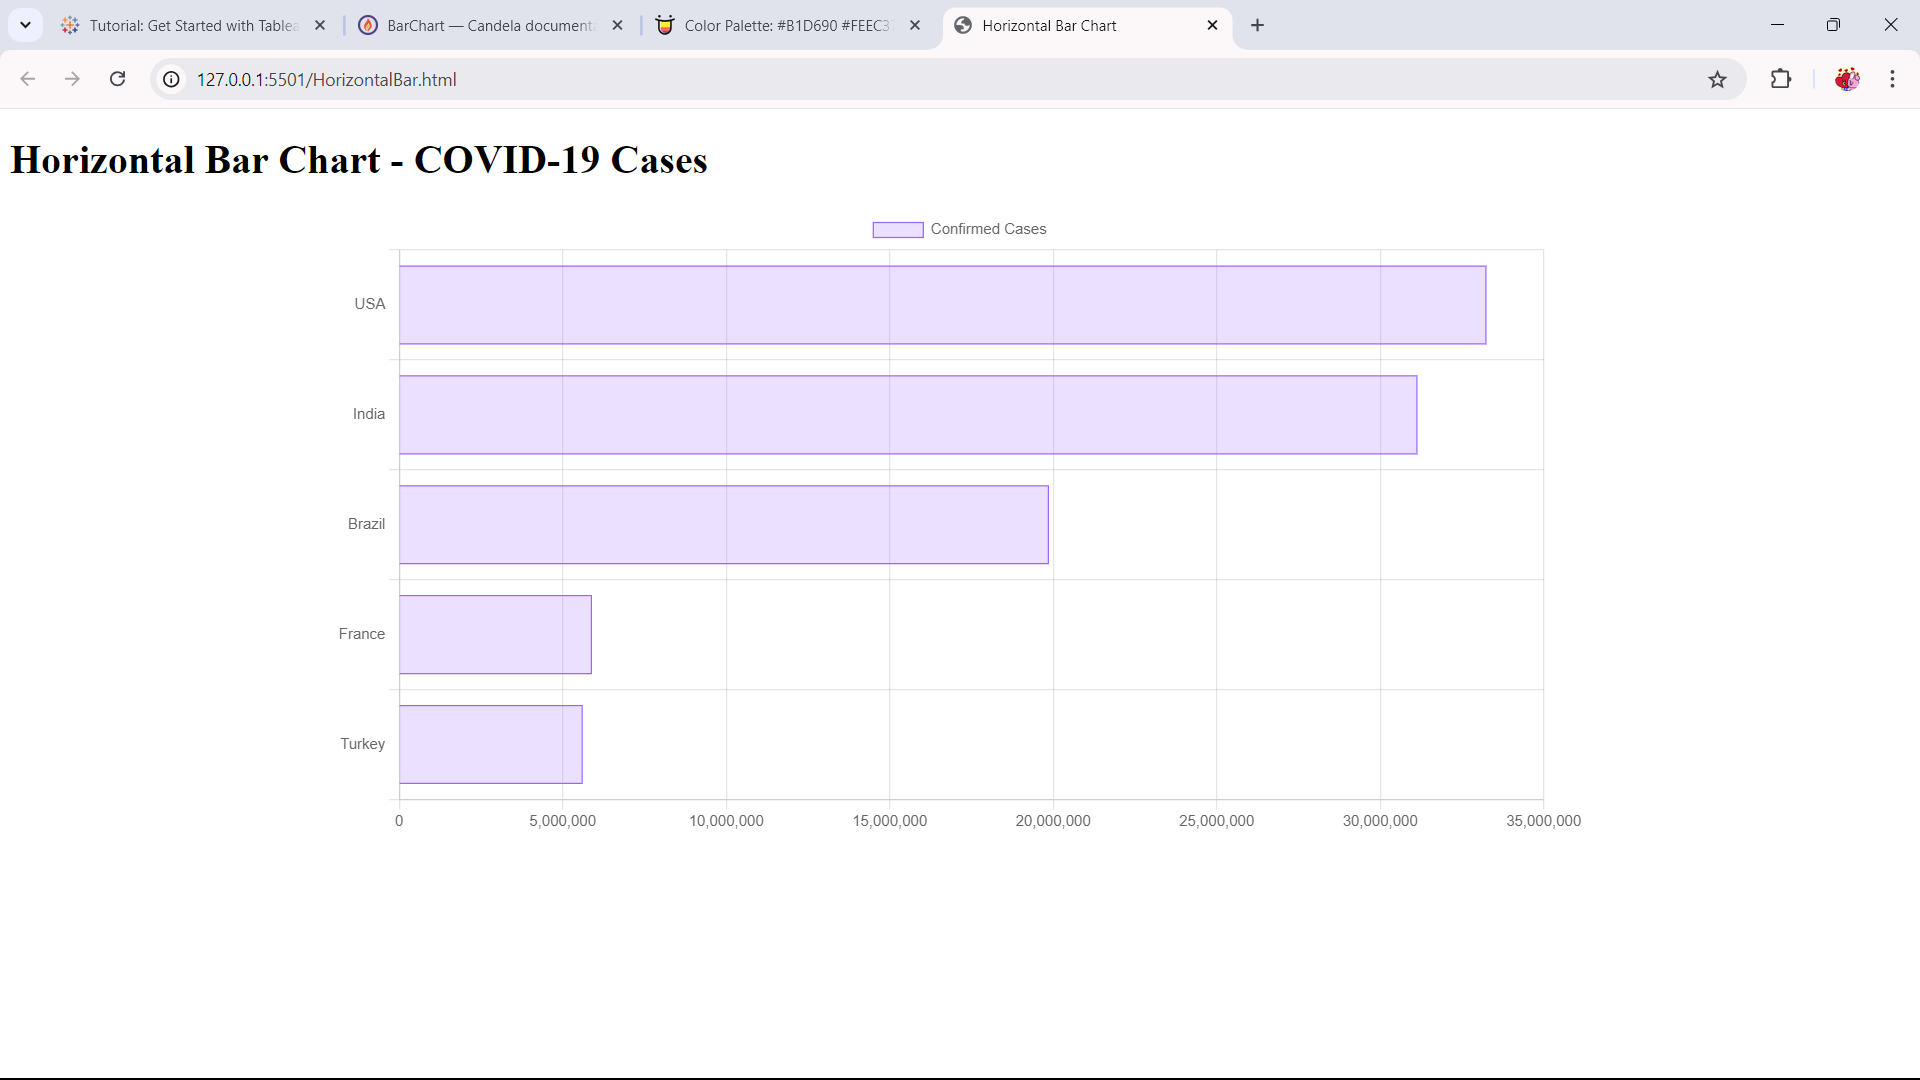 Tutorial: Get Started with Tablea
BarChart — Candela documenta
Color Palette: #B1D690 #FEEC3
Horizontal Bar Chart
127.0.0.1:5501/HorizontalBar.html
Horizontal Bar Chart - COVID-19 Cases
Confirmed Cases
USA
India
Brazil
France
Turkey
0 5,000,000 10,000,000 15,000,000 20,000,000 25,000,000 30,000,000 35,000,000